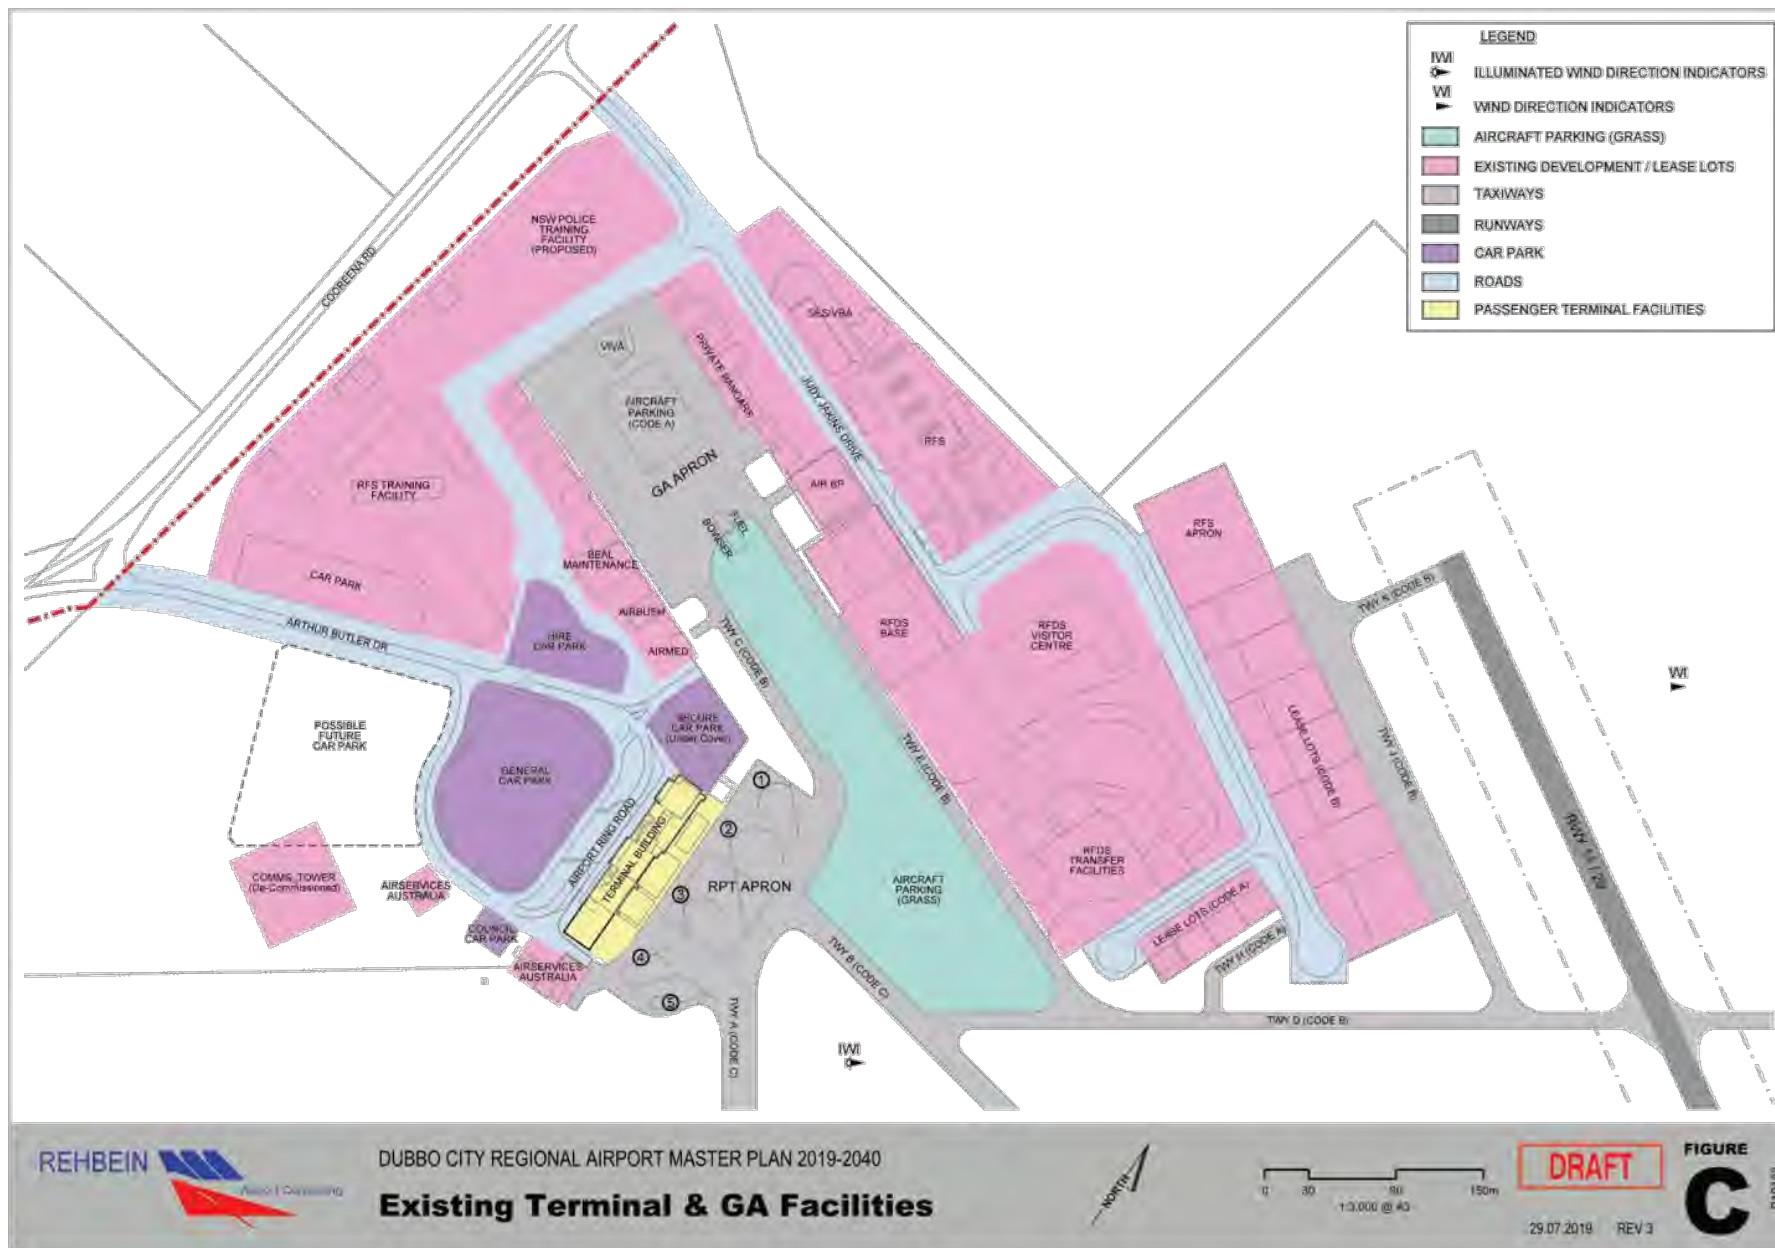 LEGEND
IWI
ILLUMINATED WIND DIRECTION INDICATORS
WI
WIND DIRECTION INDICATORS
AIRCRAFT PARKING (GRASS)
EXISTING DEVELOPMENT / LEASE LOTS
TAXIWAYS
RUNWAYS
CAR PARK
ROADS
PASSENGER TERMINAL FACILITIES
NSW POLICE
TRAINING
FACILITY
(PROPOSED)
COOREENA RD
SES/VRA
VIVA
PRIVATE HANGARS
JUDY JAKINS DRIVE
AIRCRAFT
PARKING
(CODE A)
GA APRON
RFS
AIR BP
RFS TRAINING
FACILITY
FUEL
BOWSER
RFS
APRON
BEAL
MAINTENANCE
CAR PARK
TWY K (CODE B)
AIRBUSH
ARTHUR BUTLER DR
HIRE
CAR PARK
AIRMED
TWY C (CODE B)
RFDS
BASE
RFDS
VISITOR
CENTRE
WI
POSSIBLE
FUTURE
CAR PARK
SECURE
CAR PARK
(Under Cover)
LEASE LOTS (CODE B)
TWY J (CODE B)
TWY E (CODE B)
GENERAL
CAR PARK
1
2
3
4
5
AIRPORT RING ROAD
TERMINAL BUILDING
RPT APRON
RFDS
TRANSFER
FACILITIES
RWY 11 / 29
COMMS. TOWER
(De-Commissioned)
AIRSERVICES
AUSTRALIA
AIRCRAFT
PARKING
(GRASS)
LEASE LOTS (CODE A)
COUNCIL
CAR PARK
TWY H (CODE A)
TWY B (CODE C)
AIRSERVICES
AUSTRALIA
TWY A (CODE C)
TWY D (CODE B)
IWI
REHBEIN
Airport Consulting
DUBBO CITY REGIONAL AIRPORT MASTER PLAN 2019-2040
Existing Terminal & GA Facilities
NORTH
0 30 90 150m
1:3,000 @ A3
DRAFT
29.07.2019 REV 3
FIGURE
C